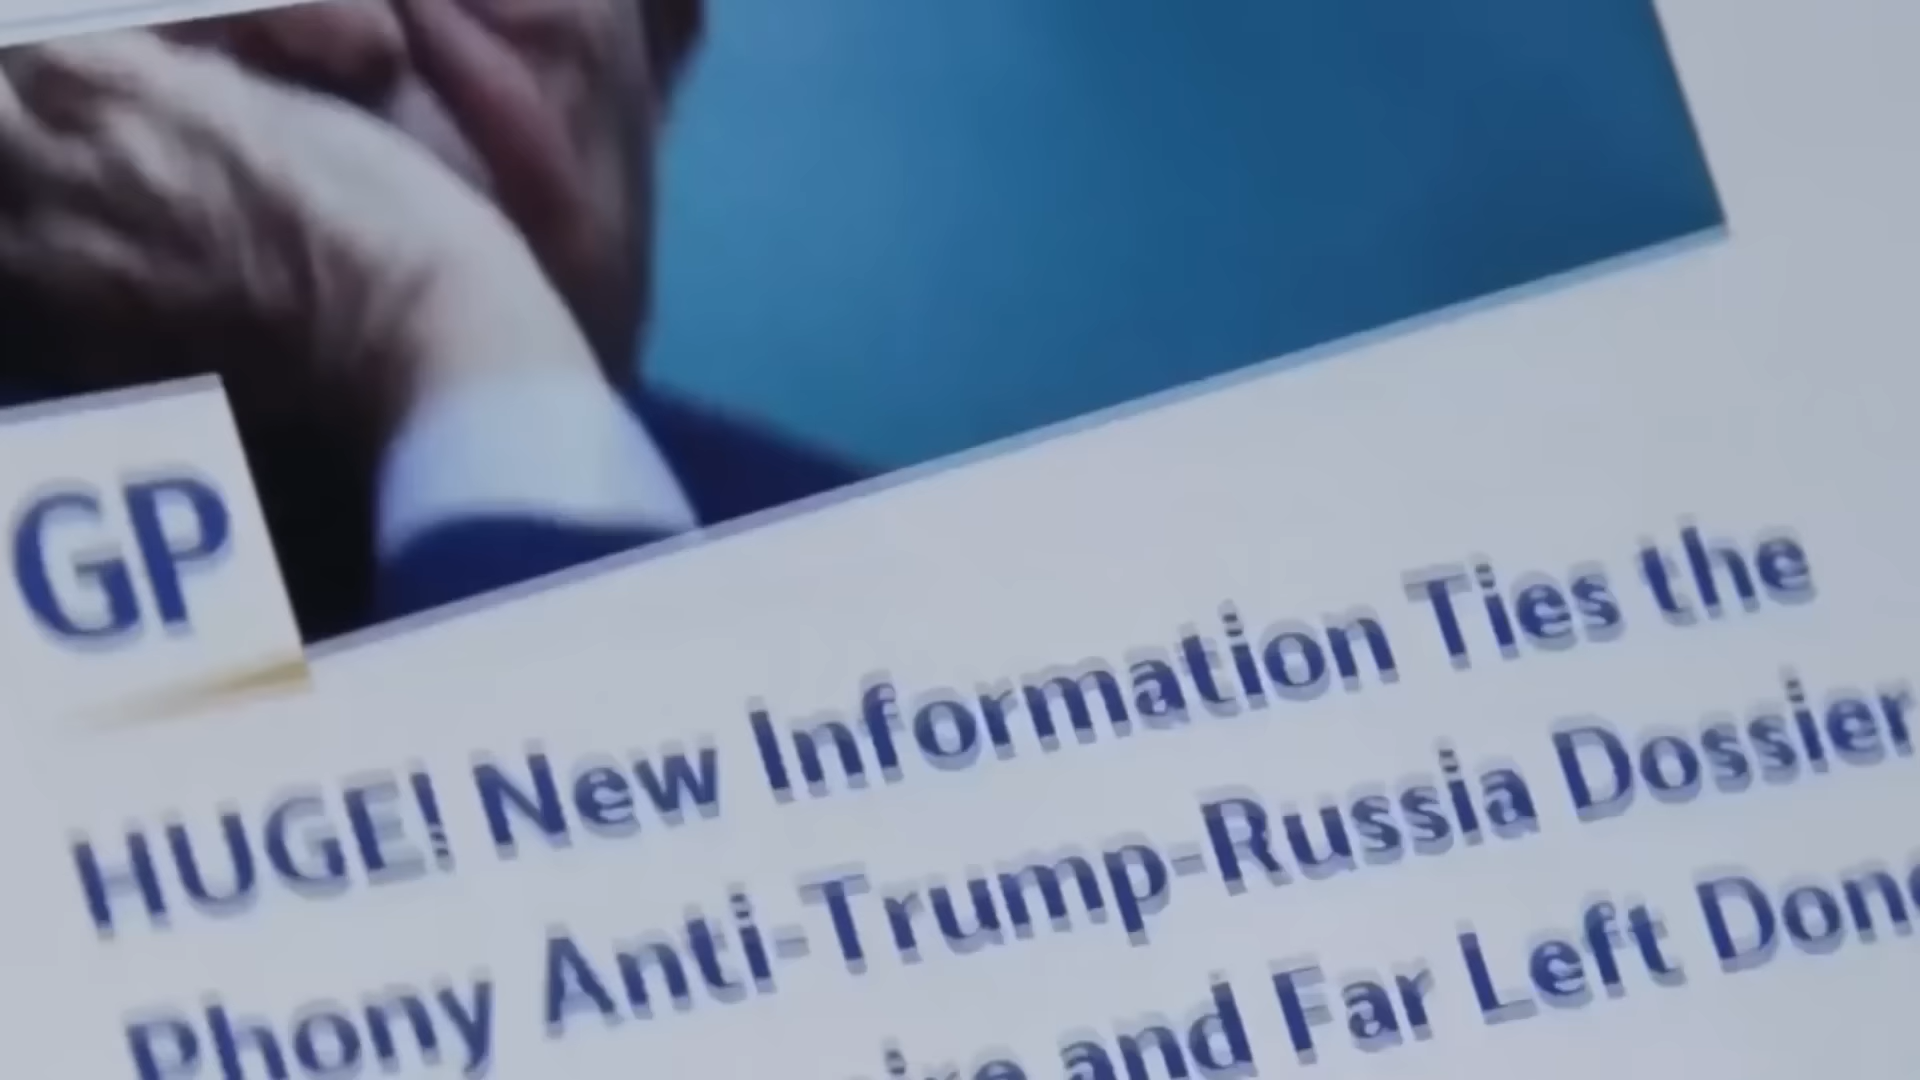 GP
HUGE! New Information Ties the
Phony Anti-Trump-Russia Dossier
and Far Left